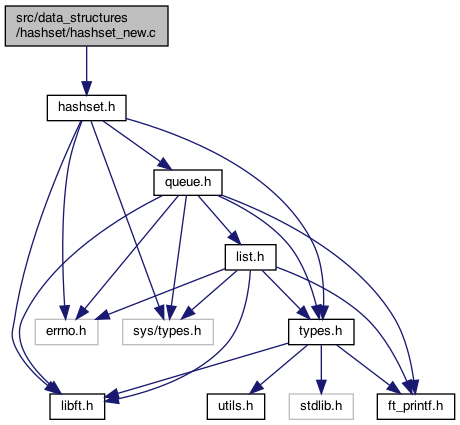 src/data_structures
/hashset/hashset_new.c
hashset.h
queue.h
list.h
errno.h
sys/types.h
types.h
libft.h
utils.h
stdlib.h
ft_printf.h